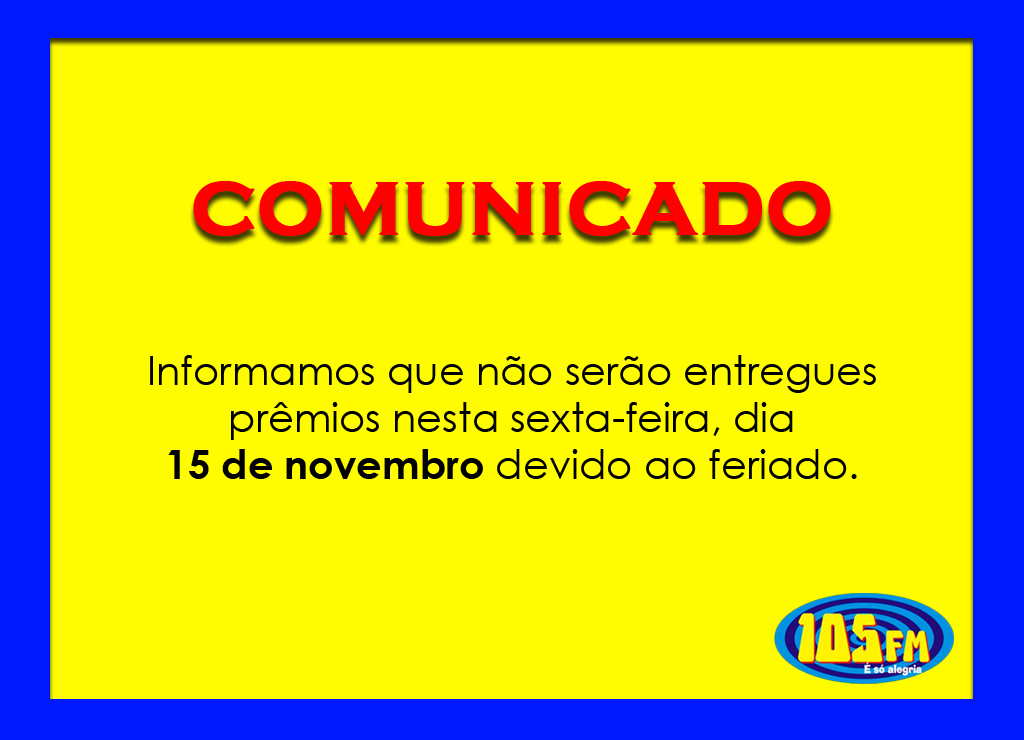 COMUNICADO
Informamos que não serão entregues
prêmios nesta sexta-feira, dia
15 de novembro devido ao feriado.
105 FM
É só alegria